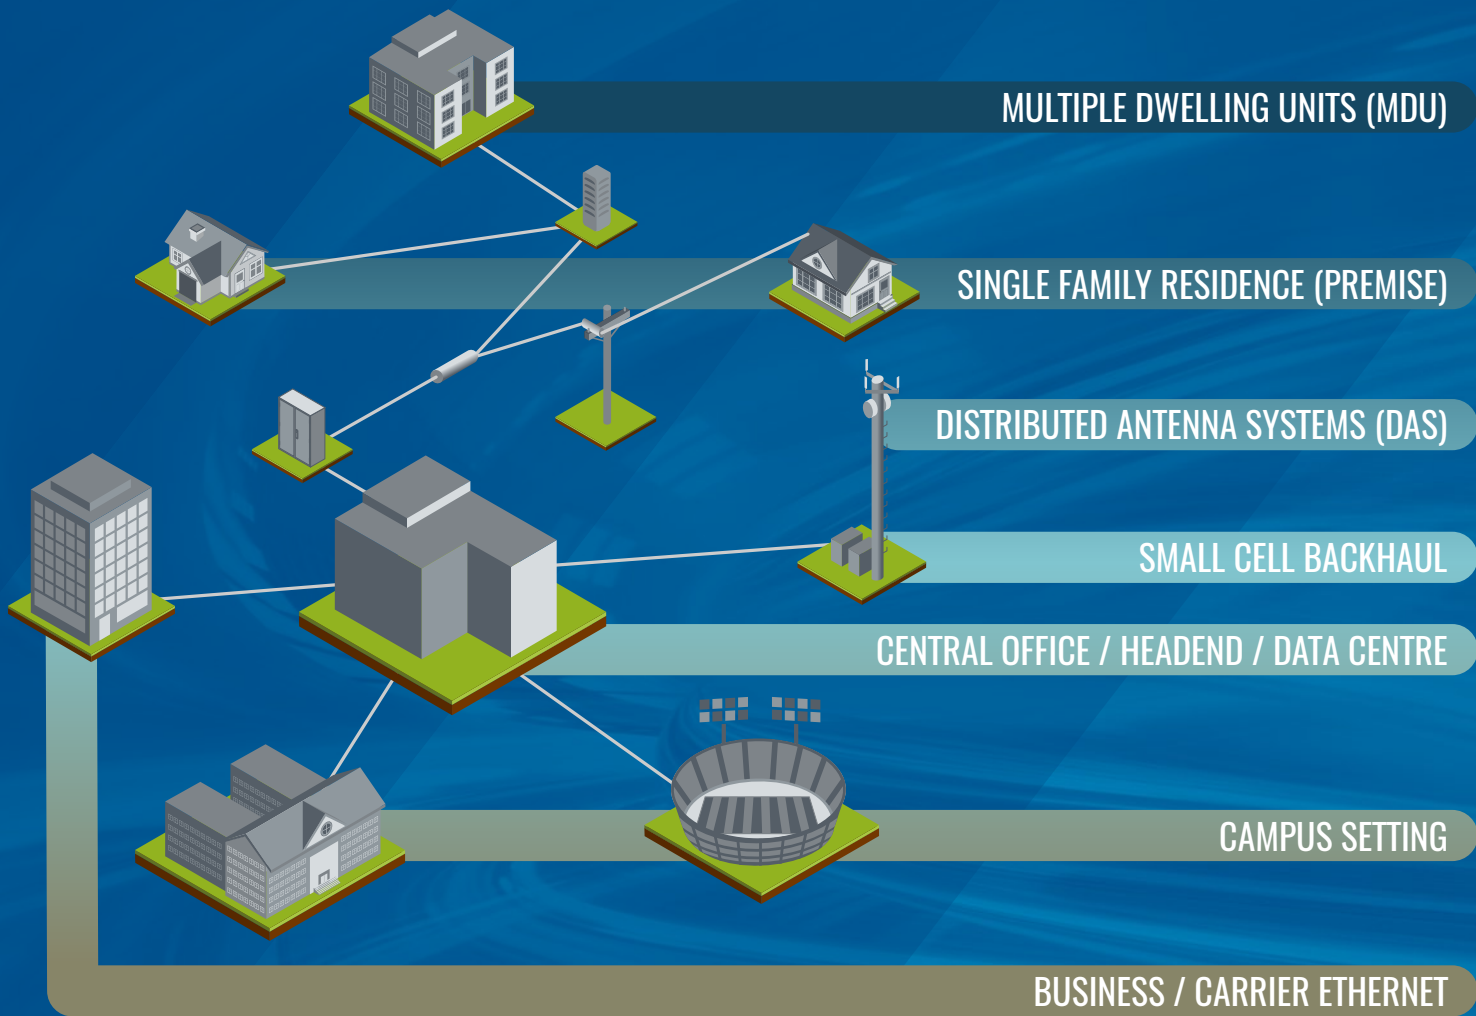 MULTIPLE DWELLING UNITS (MDU)
SINGLE FAMILY RESIDENCE (PREMISE)
DISTRIBUTED ANTENNA SYSTEMS (DAS)
SMALL CELL BACKHAUL
CENTRAL OFFICE / HEADEND / DATA CENTRE
CAMPUS SETTING
BUSINESS / CARRIER ETHERNET